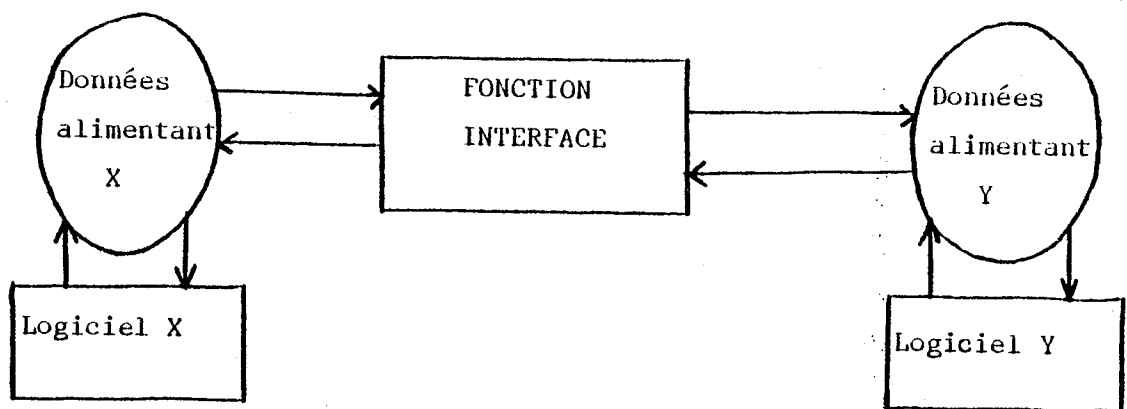 Données
alimentant
X
FONCTION
INTERFACE
Données
alimentant
Y
Logiciel X
Logiciel Y